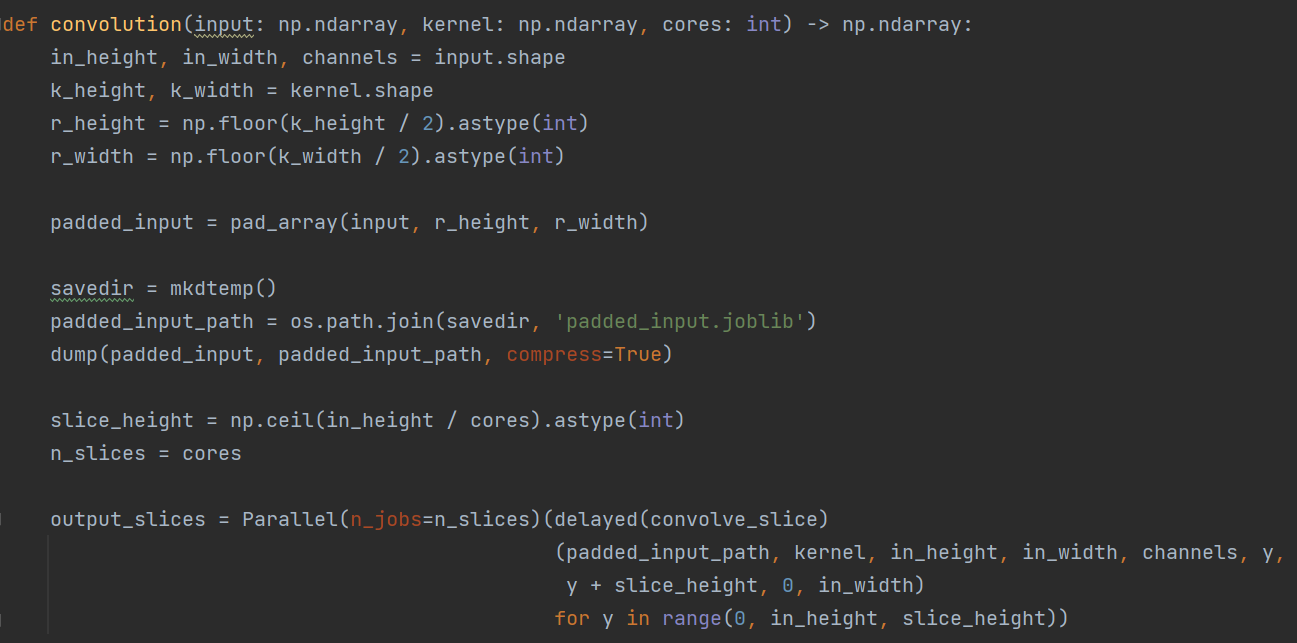 def convolution(input: np.ndarray, kernel: np.ndarray, cores: int) -> np.ndarray:
    in_height, in_width, channels = input.shape
    k_height, k_width = kernel.shape
    r_height = np.floor(k_height / 2).astype(int)
    r_width = np.floor(k_width / 2).astype(int)

    padded_input = pad_array(input, r_height, r_width)

    savedir = mkdtemp()
    padded_input_path = os.path.join(savedir, 'padded_input.joblib')
    dump(padded_input, padded_input_path, compress=True)

    slice_height = np.ceil(in_height / cores).astype(int)
    n_slices = cores

    output_slices = Parallel(n_jobs=n_slices)(delayed(convolve_slice)
                                              (padded_input_path, kernel, in_height, in_width, channels, y,
                                               y + slice_height, 0, in_width)
                                              for y in range(0, in_height, slice_height))